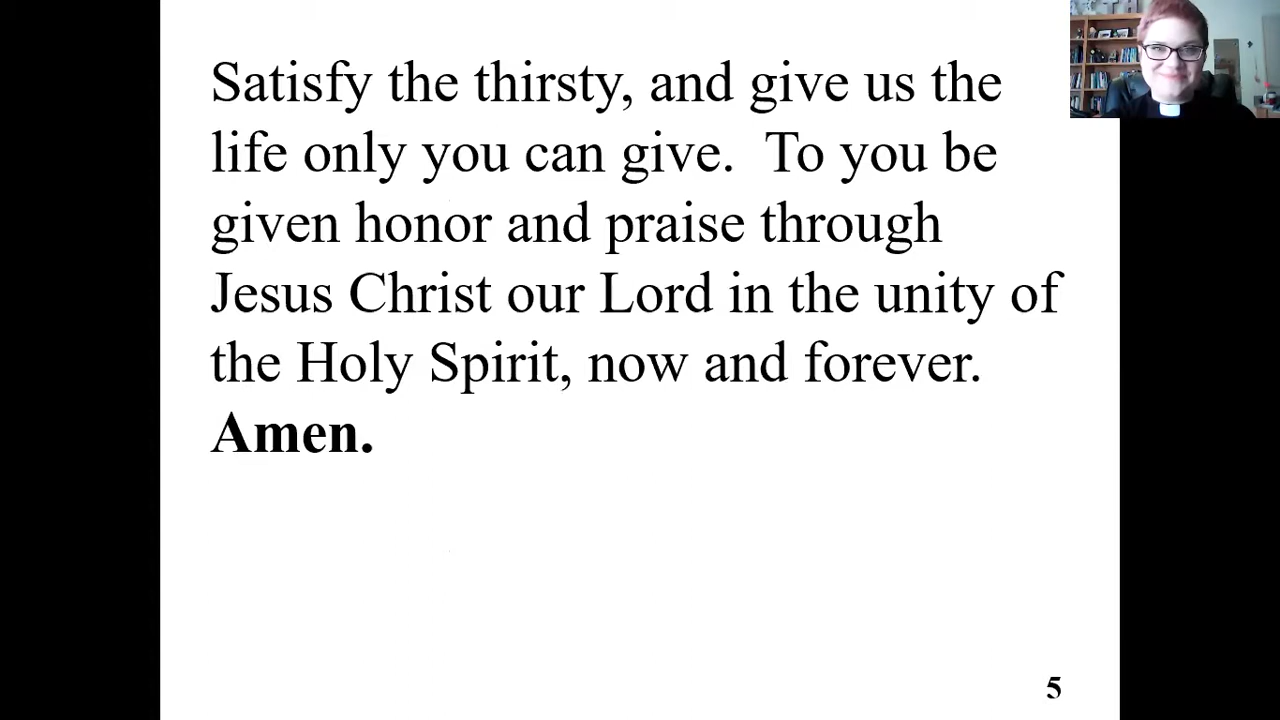 Satisfy the thirsty, and give us the
life only you can give.  To you be
given honor and praise through
Jesus Christ our Lord in the unity of
the Holy Spirit, now and forever.
Amen.
5